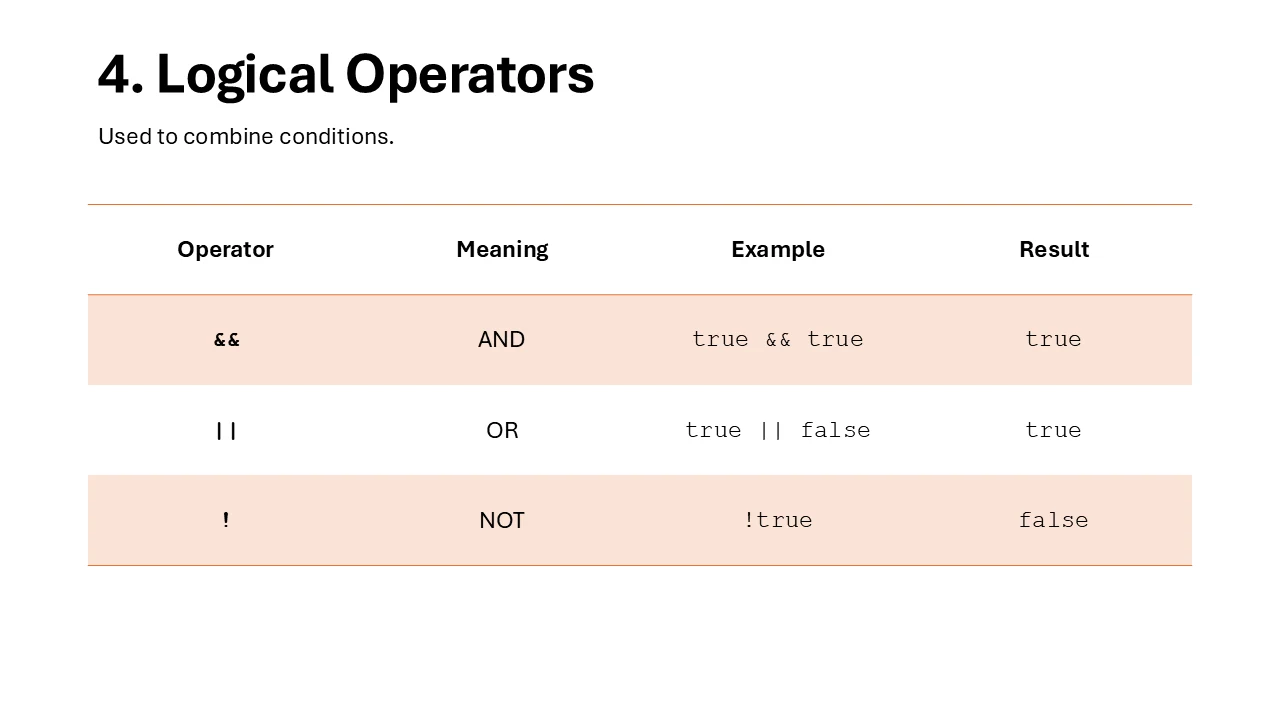 4. Logical Operators
Used to combine conditions.
Operator Meaning Example Result
&& AND true && true true
|| OR true || false true
! NOT !true false